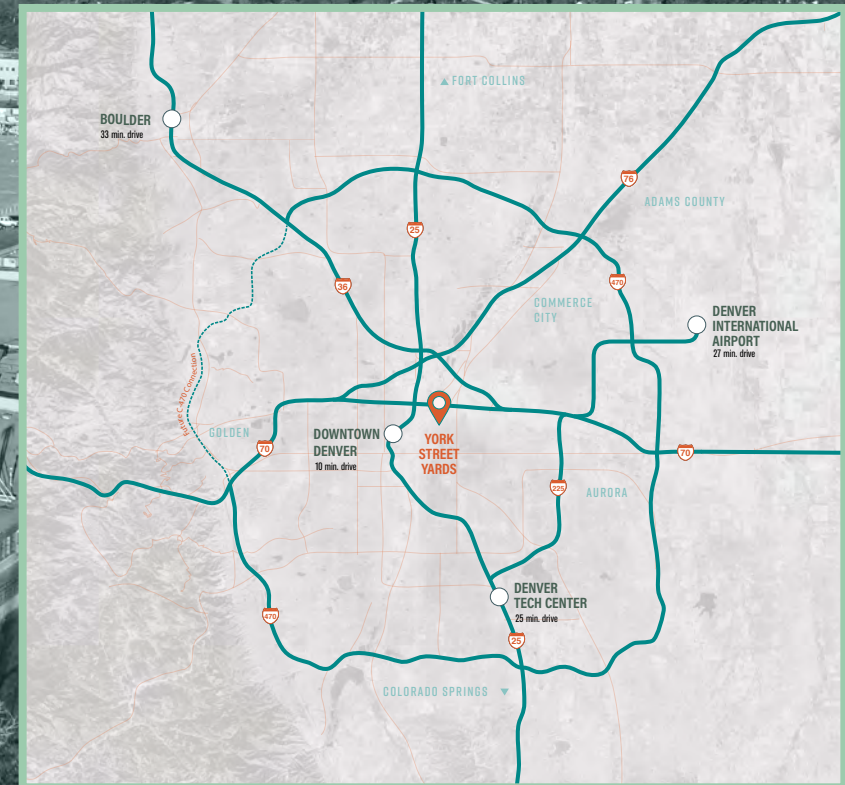 FORT COLLINS
BOULDER
33 min. drive
76
ADAMS COUNTY
25
470
36
COMMERCE
CITY
DENVER
INTERNATIONAL
AIRPORT
27 min. drive
Future C-470 Connection
GOLDEN
DOWNTOWN
DENVER
10 min. drive
YORK
STREET
YARDS
70
70
225
AURORA
DENVER
TECH CENTER
25 min. drive
470
25
COLORADO SPRINGS